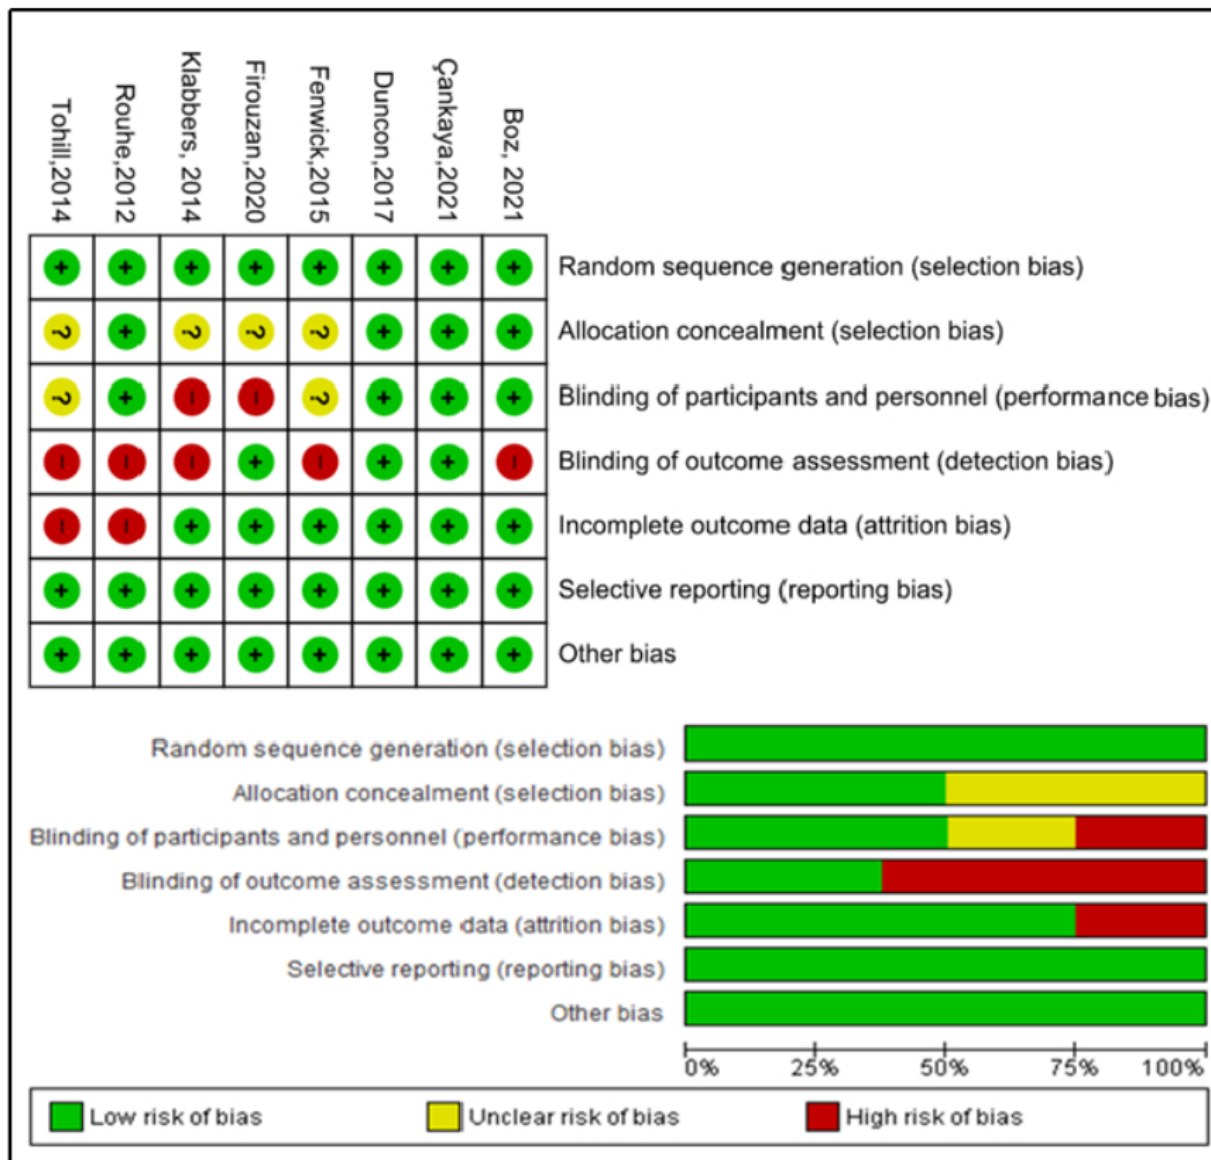 Tohill,2014
Rouhe,2012
Klabbers, 2014
Firouzan,2020
Fenwick,2015
Duncon,2017
Çankaya,2021
Boz, 2021
+ + + + + + + + Random sequence generation (selection bias)
? + ? ? ? + + + Allocation concealment (selection bias)
? + – – ? + + + Blinding of participants and personnel (performance bias)
– – – + – + + – Blinding of outcome assessment (detection bias)
– – + + + + + + Incomplete outcome data (attrition bias)
+ + + + + + + + Selective reporting (reporting bias)
+ + + + + + + + Other bias
Random sequence generation (selection bias)
Allocation concealment (selection bias)
Blinding of participants and personnel (performance bias)
Blinding of outcome assessment (detection bias)
Incomplete outcome data (attrition bias)
Selective reporting (reporting bias)
Other bias
0% 25% 50% 75% 100%
Low risk of bias Unclear risk of bias High risk of bias